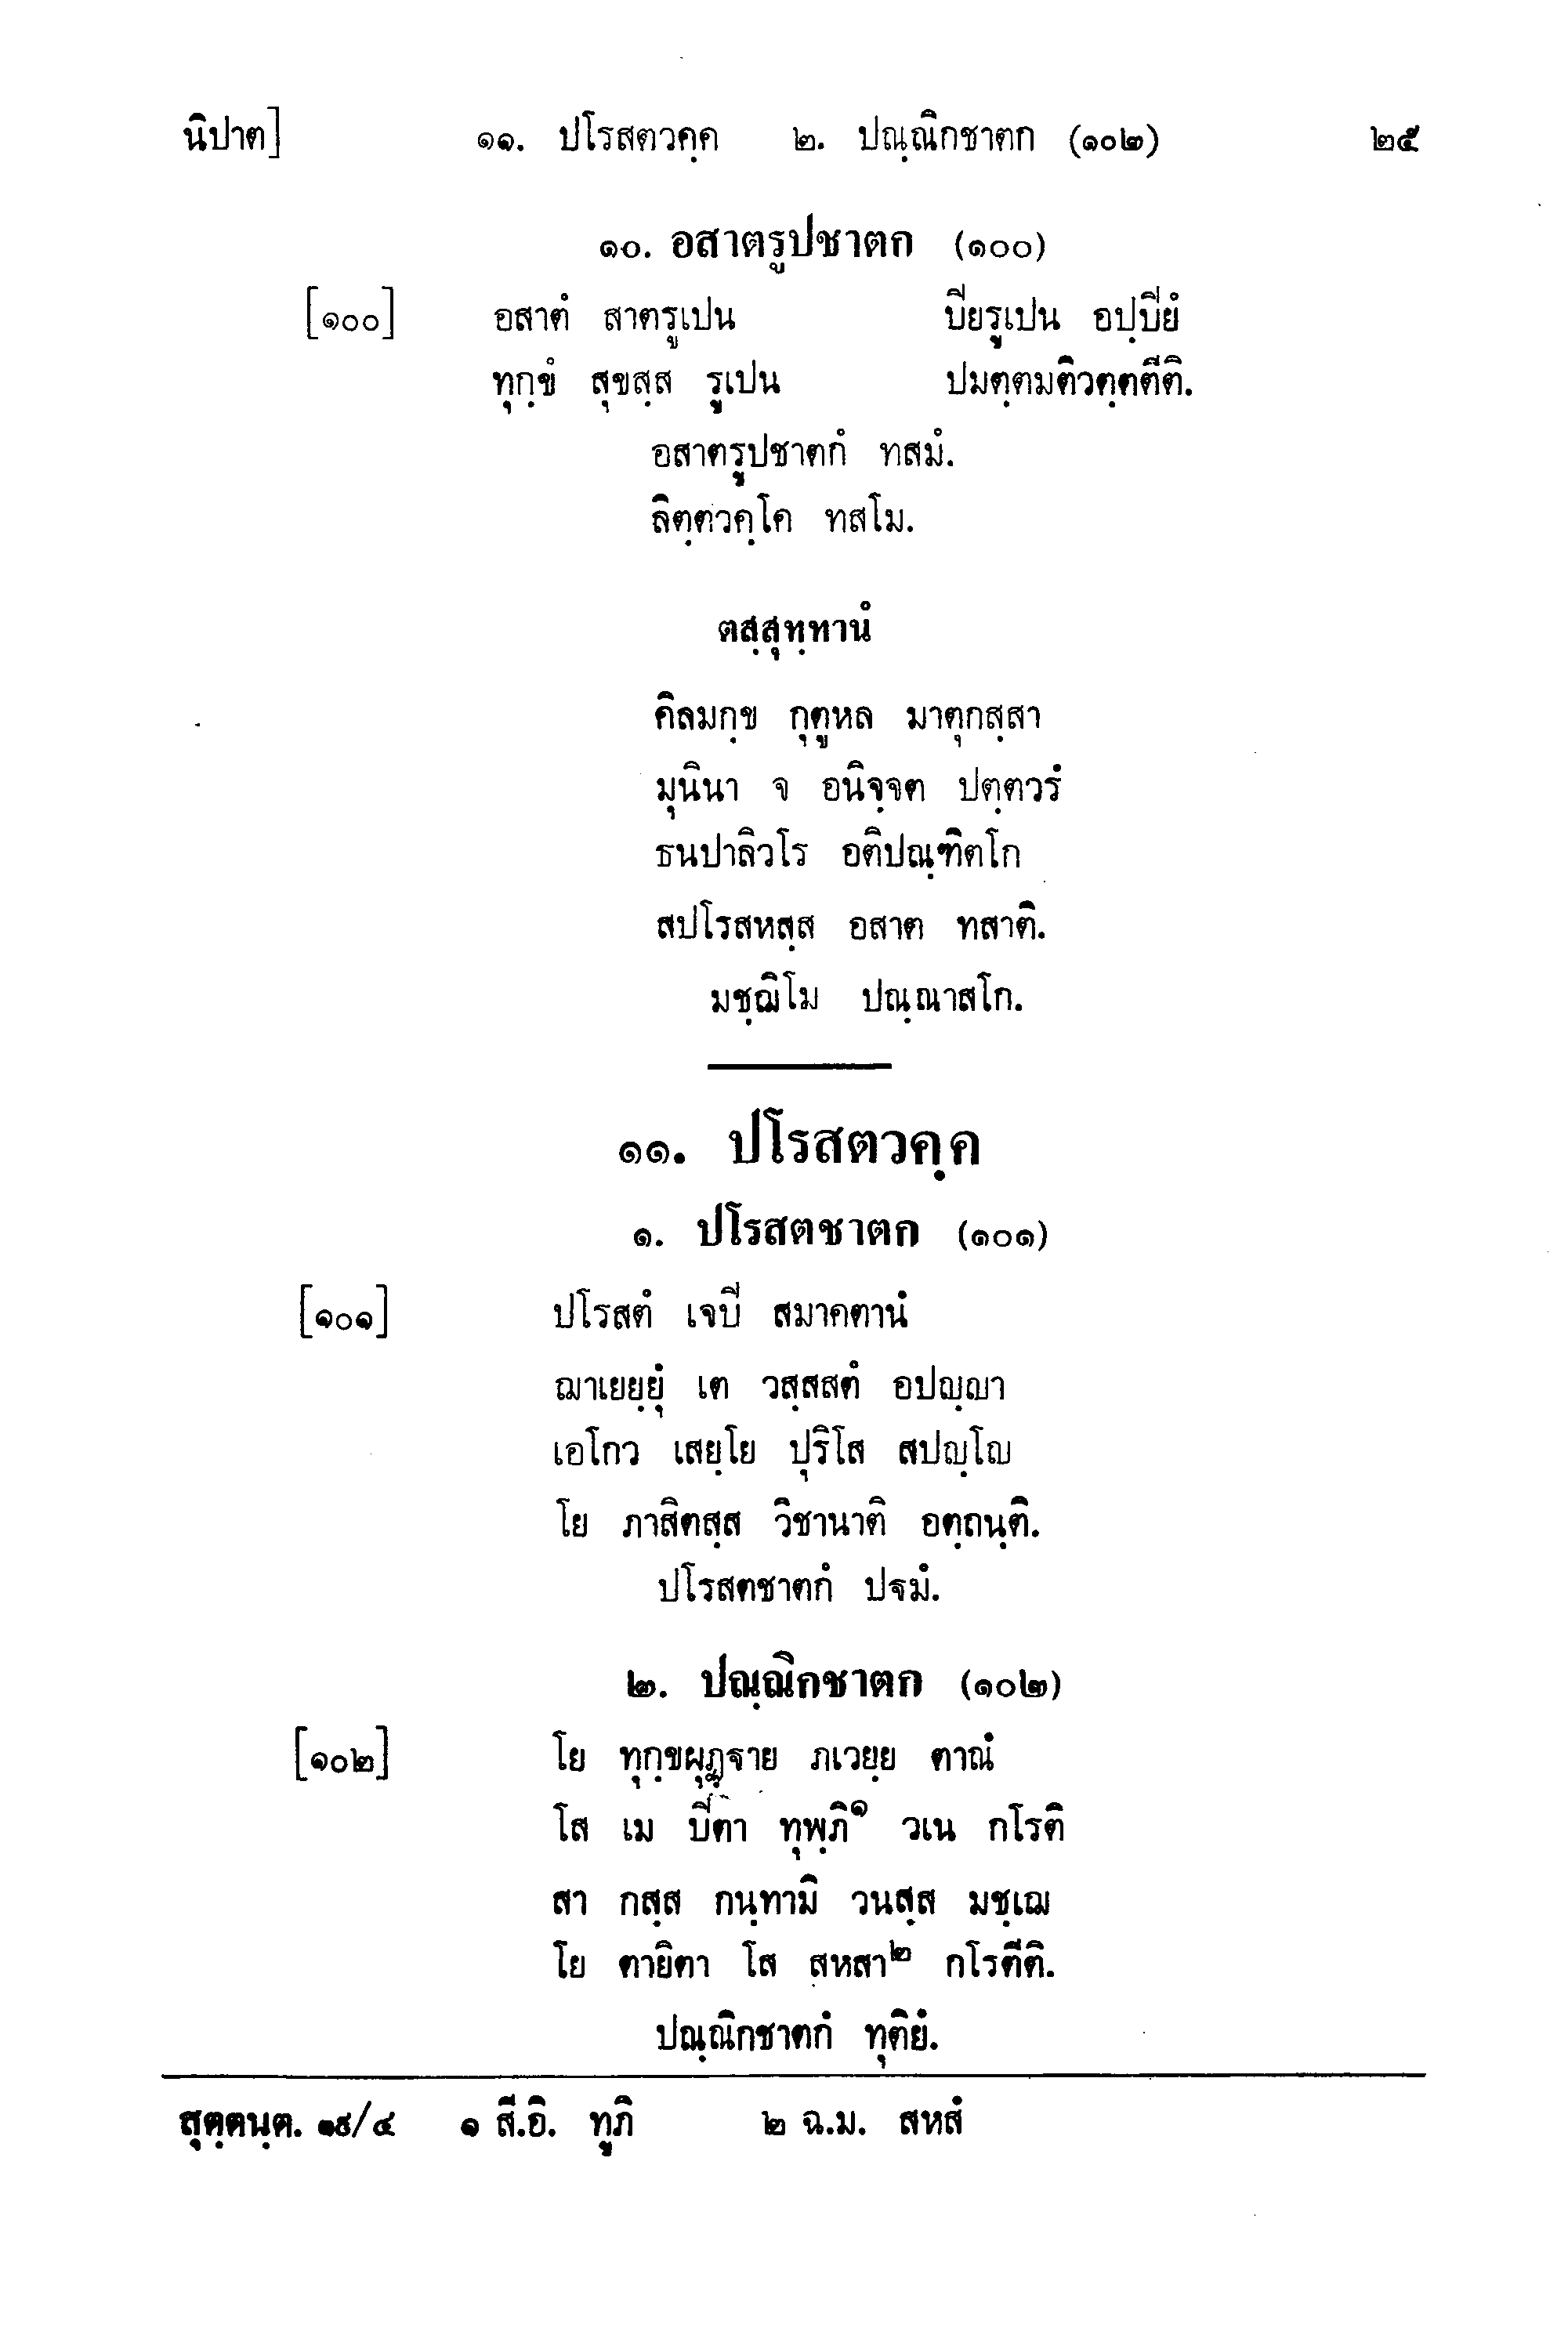 นิปาต] ๑๑. ปโรสตวคฺค ๒. ปณฺณิกชาตก (๑๐๒) ๒๕
๑๐. อสาตรูปชาตก (๑๐๐)
[๑๐๐] อสาตํ สาตรูเปน ปิยรูเปน อปฺปิยํ
ทุกฺขํ สุขสฺส รูเปน ปมตฺตมติวตฺตตีติ.
อสาตรูปชาตกํ ทสมํ.
ลิตฺตวคฺโค ทสโม.
ตสฺสุทฺทานํ
คิลมกฺข กุตูหล มาตุกสฺสา
มุนินา จ อนิจฺจต ปตฺตวรํ
ธนปาลิวโร อติปณฺฑิตโก
สปโรสหสฺส อสาต ทสาติ.
มชฺฌิโม ปณฺณาสโก.
๑๑. ปโรสตวคฺค
๑. ปโรสตชาตก (๑๐๑)
[๑๐๑] ปโรสตํ เจปิ สมาคตานํ
ฌาเยยฺยุํ เต วสฺสสตํ อปญฺญา
เอโกว เสยฺโย ปุริโส สปญฺโญ
โย ภาสิตสฺส วิชานาติ อตฺถนฺติ.
ปโรสตชาตกํ ปฐมํ.
๒. ปณฺณิกชาตก (๑๐๒)
[๑๐๒] โย ทุกฺขผุฏฺฐาย ภเวยฺย ตาณํ
โส เม ปิตา ทุพฺภิ๑ วเน กโรติ
สา กสฺส กนฺทามิ วนสฺส มชฺเฌ
โย ตายิตา โส สหสา๒ กโรตีติ.
ปณฺณิกชาตกํ ทุติยํ.
สุตฺตนฺต. ๑๙/๔ ๑ สี.อิ. ทูภิ ๒ ฉ.ม. สหสํ